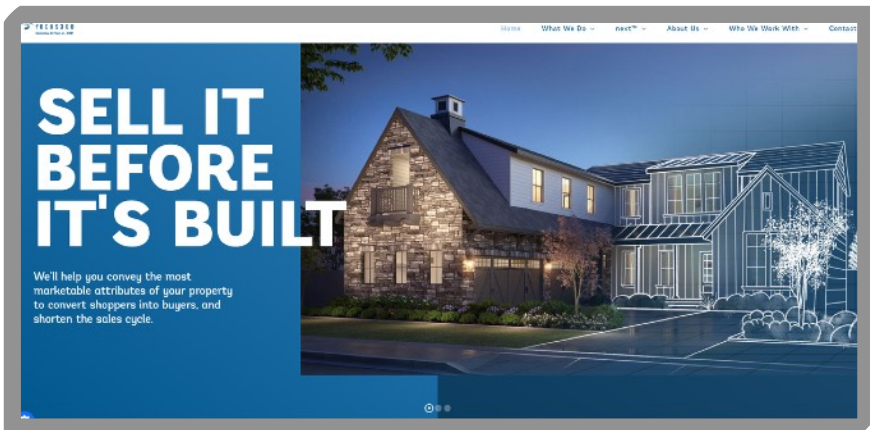 FOCUS360
Home What We Do next™ About Us Who We Work With Contact
SELL IT
BEFORE
IT'S BUILT
We'll help you convey the most
marketable attributes of your property
to convert shoppers into buyers, and
shorten the sales cycle.